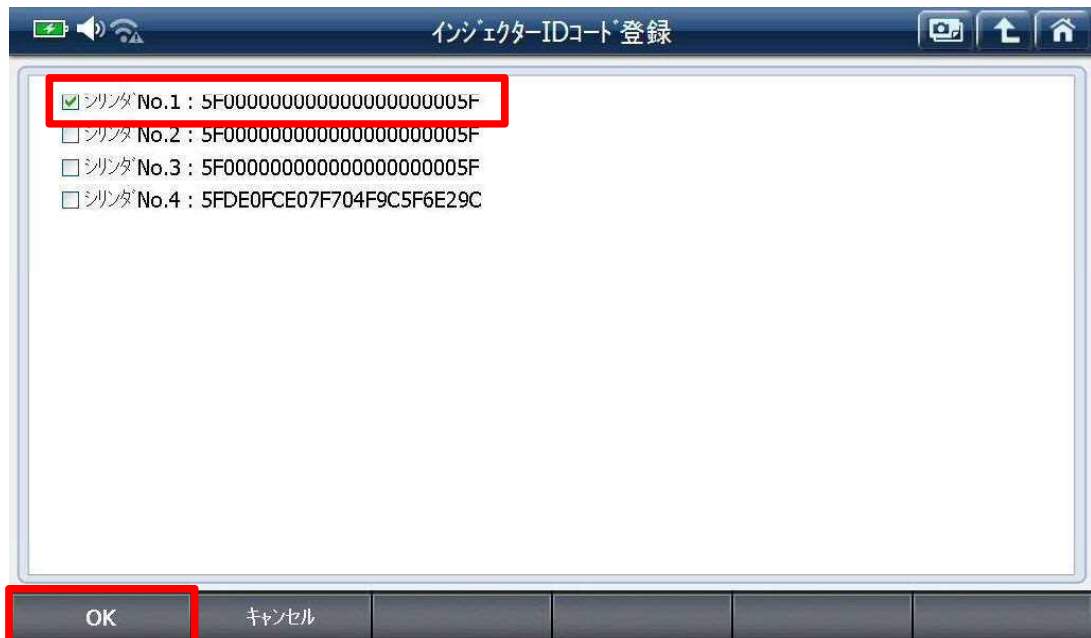 インジェクターIDコード登録
シリンダNo.1 : 5F000000000000000000005F
シリンダNo.2 : 5F000000000000000000005F
シリンダNo.3 : 5F000000000000000000005F
シリンダNo.4 : 5FDE0FCE07F704F9C5F6E29C
OK キャンセル